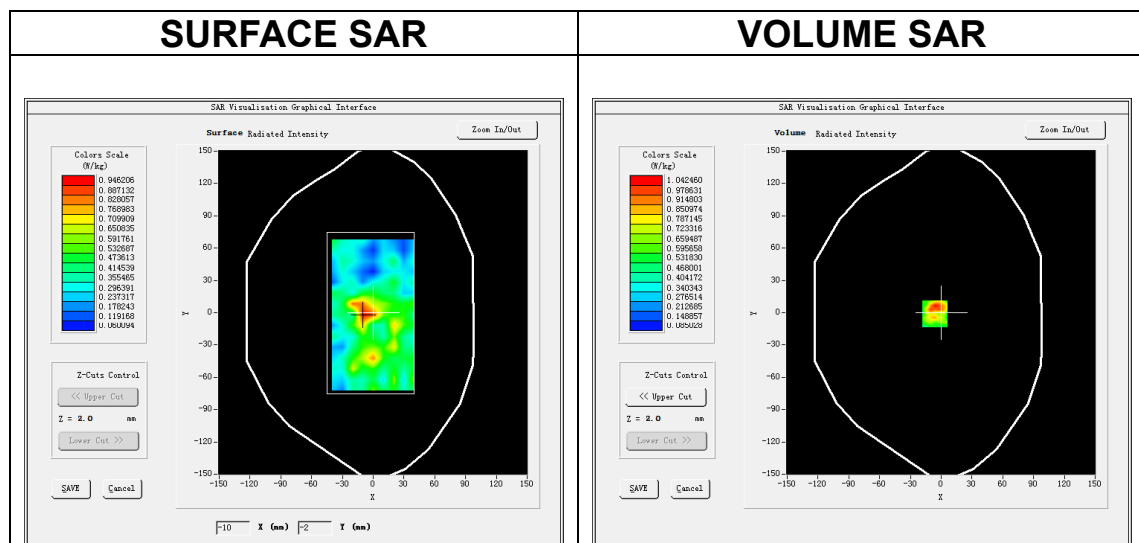 SURFACE SAR
VOLUME SAR
SAR Visualisation Graphical Interface
Surface Radiated Intensity
Zoom In/Out
Colors Scale
(W/kg)
0.946206
0.887132
0.828057
0.768983
0.709909
0.650835
0.591761
0.532687
0.473613
0.414539
0.355465
0.296391
0.237317
0.178243
0.119168
0.060094
150
120
90
60
30
0
-30
-60
-90
-120
-150
Y
-150 -120 -90 -60 -30 0 30 60 90 120 150
X
Z-Cuts Control
<< Upper Cut
Z = 2.0 mm
Lower Cut >>
SAVE Cancel
-10 X (mm) -2 Y (mm)
SAR Visualisation Graphical Interface
Volume Radiated Intensity
Zoom In/Out
Colors Scale
(W/kg)
1.042460
0.978631
0.914803
0.850974
0.787145
0.723316
0.659487
0.595658
0.531830
0.468001
0.404172
0.340343
0.276514
0.212685
0.148857
0.085028
150
120
90
60
30
0
-30
-60
-90
-120
-150
Y
-150 -120 -90 -60 -30 0 30 60 90 120 150
X
Z-Cuts Control
<< Upper Cut
Z = 2.0 mm
Lower Cut >>
SAVE Cancel